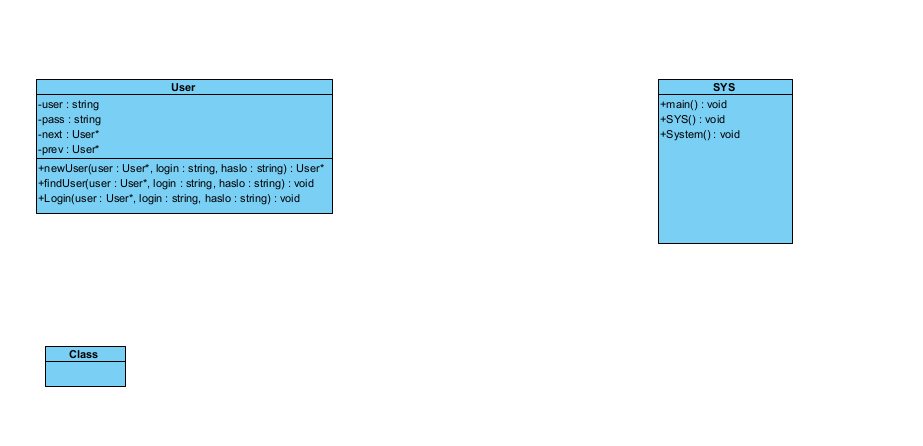 User
-user : string
-pass : string
-next : User*
-prev : User*
+newUser(user : User*, login : string, haslo : string) : User*
+findUser(user : User*, login : string, haslo : string) : void
+Login(user : User*, login : string, haslo : string) : void
SYS
+main() : void
+SYS() : void
+System() : void
Class